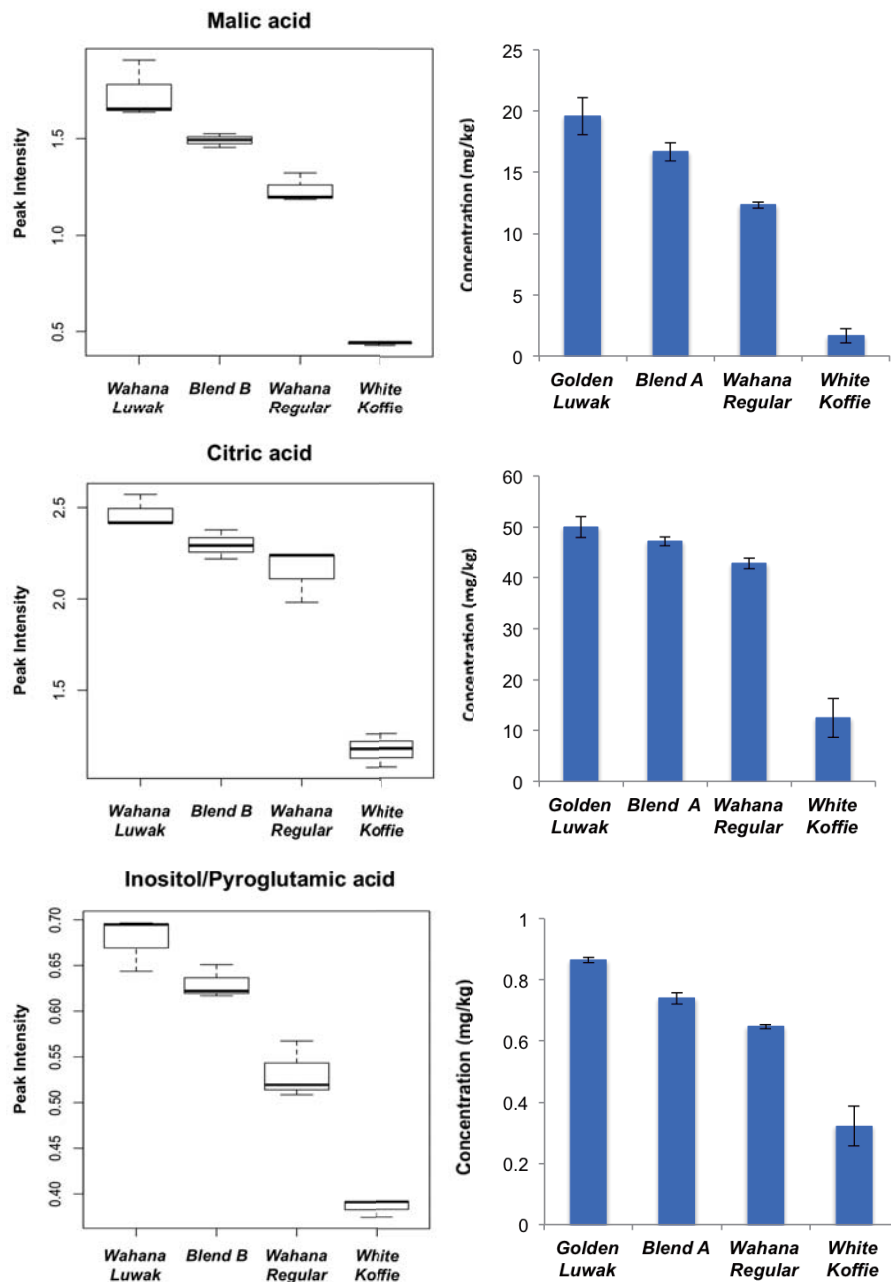 Malic acid
Peak Intensity
1.5
1.0
0.5
Wahana Luwak
Blend B
Wahana Regular
White Koffie
Concentration (mg/kg)
25
20
15
10
5
0
Golden Luwak
Blend A
Wahana Regular
White Koffie
Citric acid
Peak Intensity
2.5
2.0
1.5
Wahana Luwak
Blend B
Wahana Regular
White Koffie
Concentration (mg/kg)
60
50
40
30
20
10
0
Golden Luwak
Blend A
Wahana Regular
White Koffie
Inositol/Pyroglutamic acid
Peak Intensity
0.70
0.65
0.60
0.55
0.50
0.45
0.40
Wahana Luwak
Blend B
Wahana Regular
White Koffie
Concentration (mg/kg)
1
0.8
0.6
0.4
0.2
0
Golden Luwak
Blend A
Wahana Regular
White Koffie